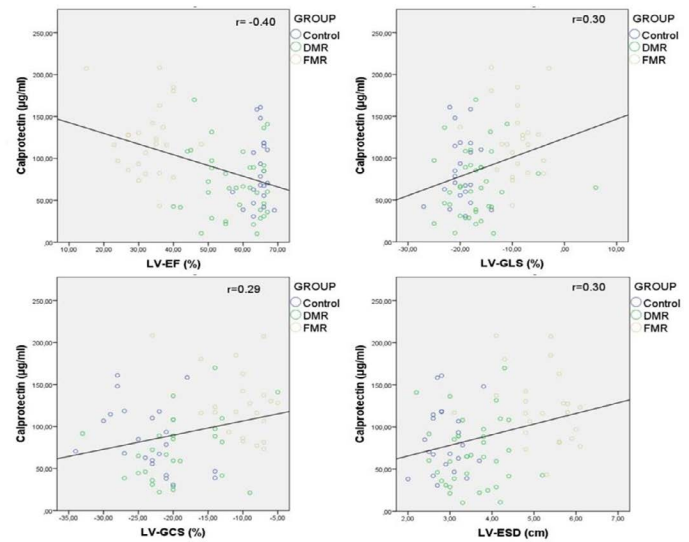 r= -0.40
GROUP
Control
DMR
FMR
250,00
200,00
150,00
100,00
50,00
,00
Calprotectin (µg/ml)
10,00 20,00 30,00 40,00 50,00 60,00 70,00
LV-EF (%)
r=0.30
GROUP
Control
DMR
FMR
250,00
200,00
150,00
100,00
50,00
,00
Calprotectin (µg/ml)
-30,00 -20,00 -10,00 ,00 10,00
LV-GLS (%)
r=0.29
GROUP
Control
DMR
FMR
250,00
200,00
150,00
100,00
50,00
,00
Calprotectin (µg/ml)
-35,00 -30,00 -25,00 -20,00 -15,00 -10,00 -5,00
LV-GCS (%)
r=0.30
GROUP
Control
DMR
FMR
250,00
200,00
150,00
100,00
50,00
,00
Calprotectin (µg/ml)
2,00 3,00 4,00 5,00 6,00 7,00
LV-ESD (cm)